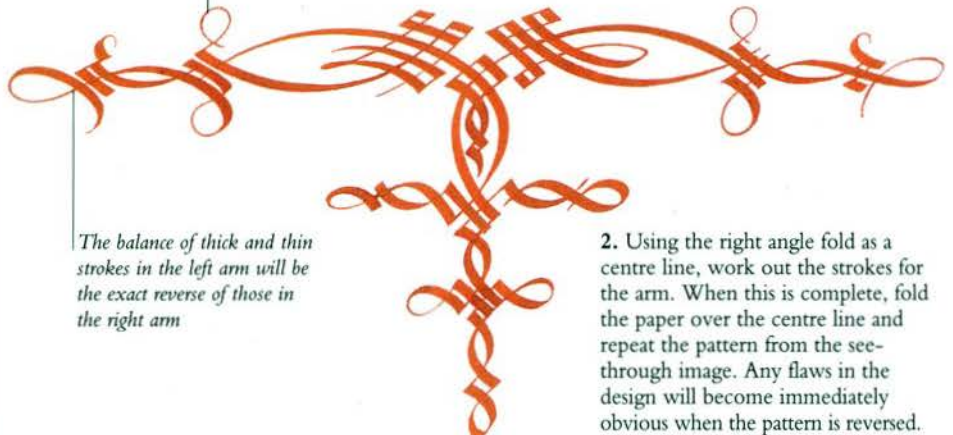 The balance of thick and thin
strokes in the left arm will be
the exact reverse of those in
the right arm
2. Using the right angle fold as a
centre line, work out the strokes for
the arm. When this is complete, fold
the paper over the centre line and
repeat the pattern from the see-
through image. Any flaws in the
design will become immediately
obvious when the pattern is reversed.